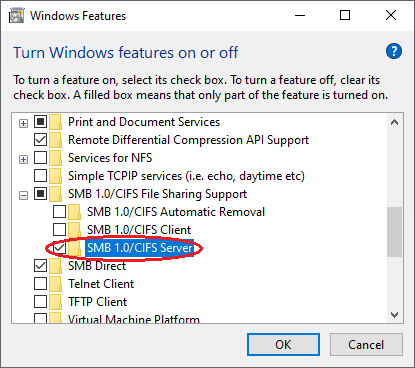 Windows Features
Turn Windows features on or off
?
To turn a feature on, select its check box. To turn a feature off, clear its
check box. A filled box means that only part of the feature is turned on.
Print and Document Services
Remote Differential Compression API Support
Services for NFS
Simple TCPIP services (i.e. echo, daytime etc)
SMB 1.0/CIFS File Sharing Support
SMB 1.0/CIFS Automatic Removal
SMB 1.0/CIFS Client
SMB 1.0/CIFS Server
SMB Direct
Telnet Client
TFTP Client
Virtual Machine Platform
OK
Cancel